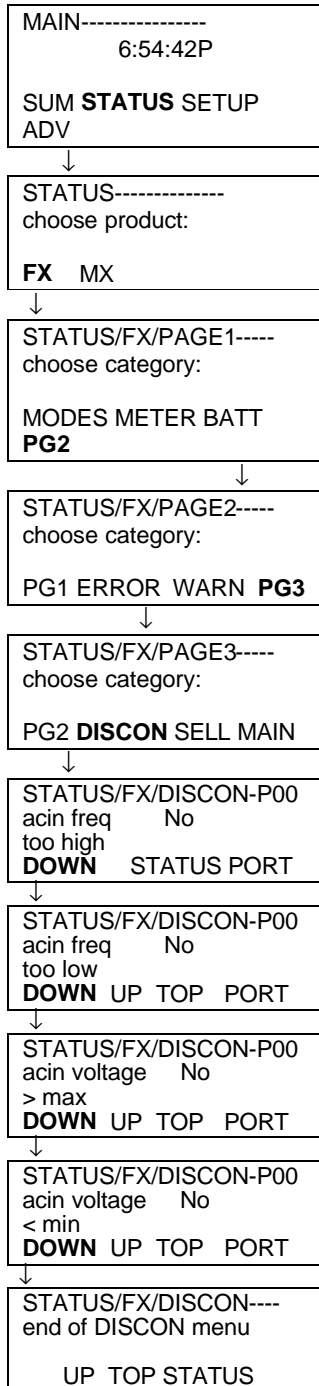 MAIN----------------
6:54:42P
SUM STATUS SETUP
ADV
↓
STATUS--------------
choose product:
FX MX
↓
STATUS/FX/PAGE1-----
choose category:
MODES METER BATT
PG2
↓
STATUS/FX/PAGE2-----
choose category:
PG1 ERROR WARN PG3
↓
STATUS/FX/PAGE3-----
choose category:
PG2 DISCON SELL MAIN
↓
STATUS/FX/DISCON-P00
acin freq No
too high
DOWN STATUS PORT
↓
STATUS/FX/DISCON-P00
acin freq No
too low
DOWN UP TOP PORT
↓
STATUS/FX/DISCON-P00
acin voltage No
> max
DOWN UP TOP PORT
↓
STATUS/FX/DISCON-P00
acin voltage No
< min
DOWN UP TOP PORT
↓
STATUS/FX/DISCON----
end of DISCON menu
UP TOP STATUS